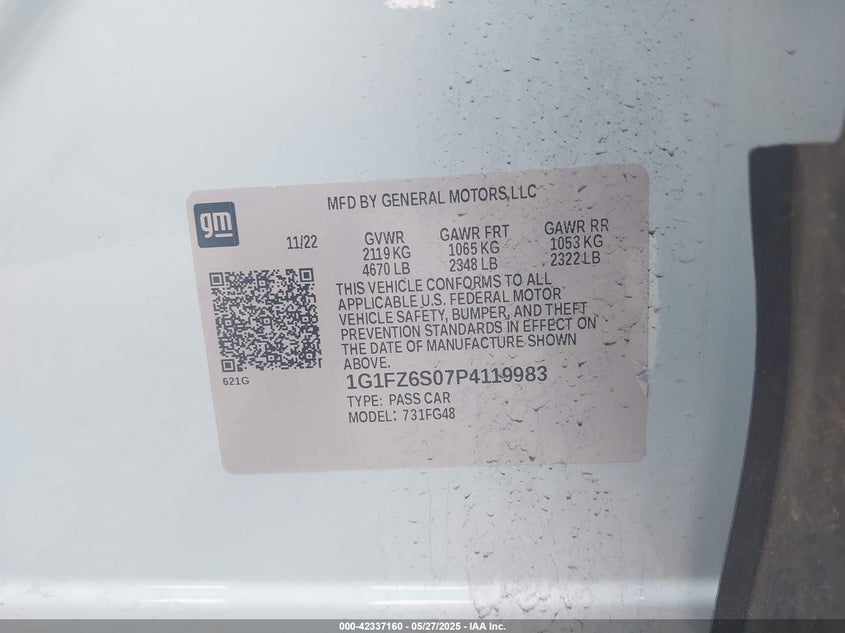 MFD BY GENERAL MOTORS,LLC
gm
11/22
GVWR
2119 KG
4670 LB
GAWR FRT
1065 KG
2348 LB
GAWR RR
1053 KG
2322 LB
THIS VEHICLE CONFORMS TO ALL
APPLICABLE U.S. FEDERAL MOTOR
VEHICLE SAFETY, BUMPER, AND THEFT
PREVENTION STANDARDS IN EFFECT ON
THE DATE OF MANUFACTURE SHOWN
ABOVE.
621G
1G1FZ6S07P4119983
TYPE: PASS CAR
MODEL: 731FG48
000-42337160 - 05/27/2025 - IAA Inc.